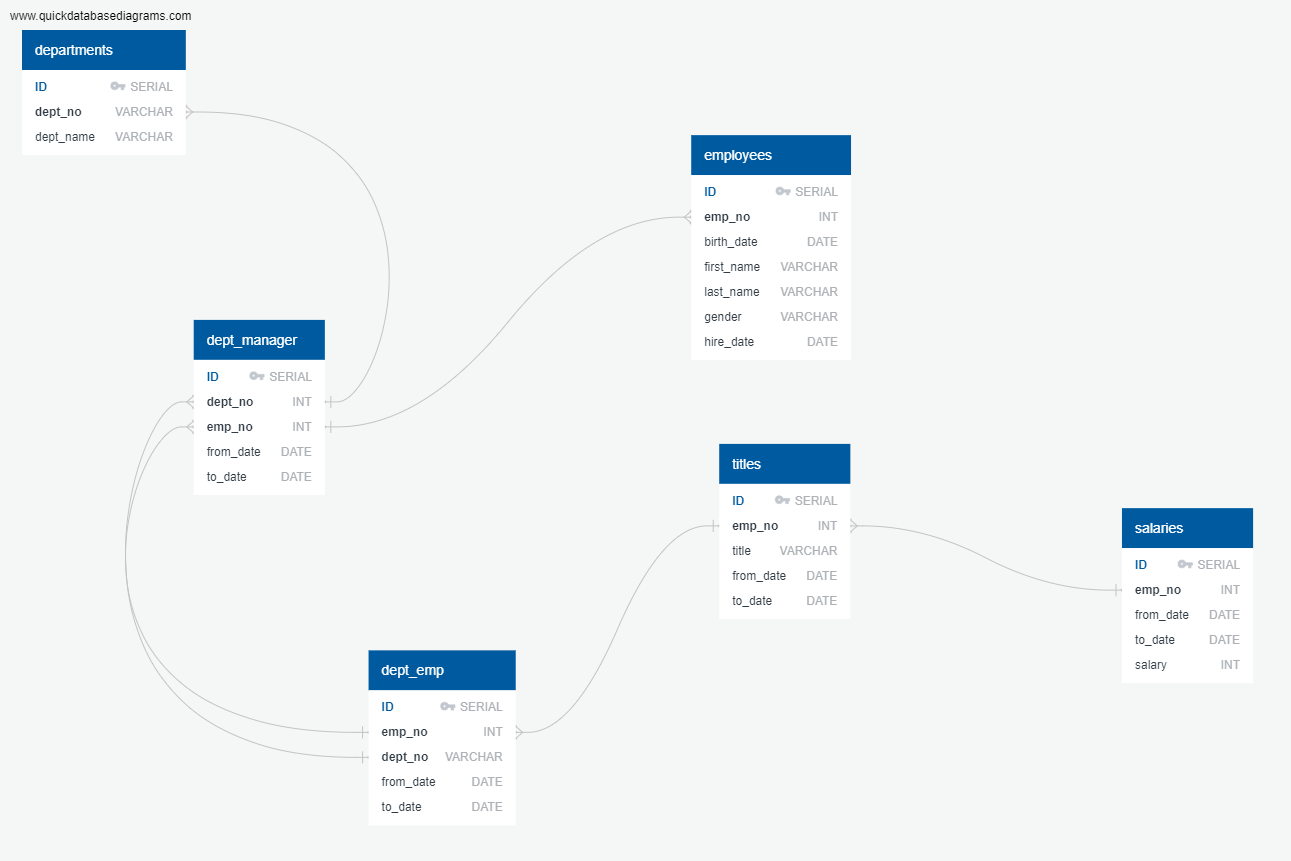 www.quickdatabasediagrams.com
departments
ID SERIAL
dept_no VARCHAR
dept_name VARCHAR
employees
ID SERIAL
emp_no INT
birth_date DATE
first_name VARCHAR
last_name VARCHAR
gender VARCHAR
hire_date DATE
dept_manager
ID SERIAL
dept_no INT
emp_no INT
from_date DATE
to_date DATE
titles
ID SERIAL
emp_no INT
title VARCHAR
from_date DATE
to_date DATE
salaries
ID SERIAL
emp_no INT
from_date DATE
to_date DATE
salary INT
dept_emp
ID SERIAL
emp_no INT
dept_no VARCHAR
from_date DATE
to_date DATE